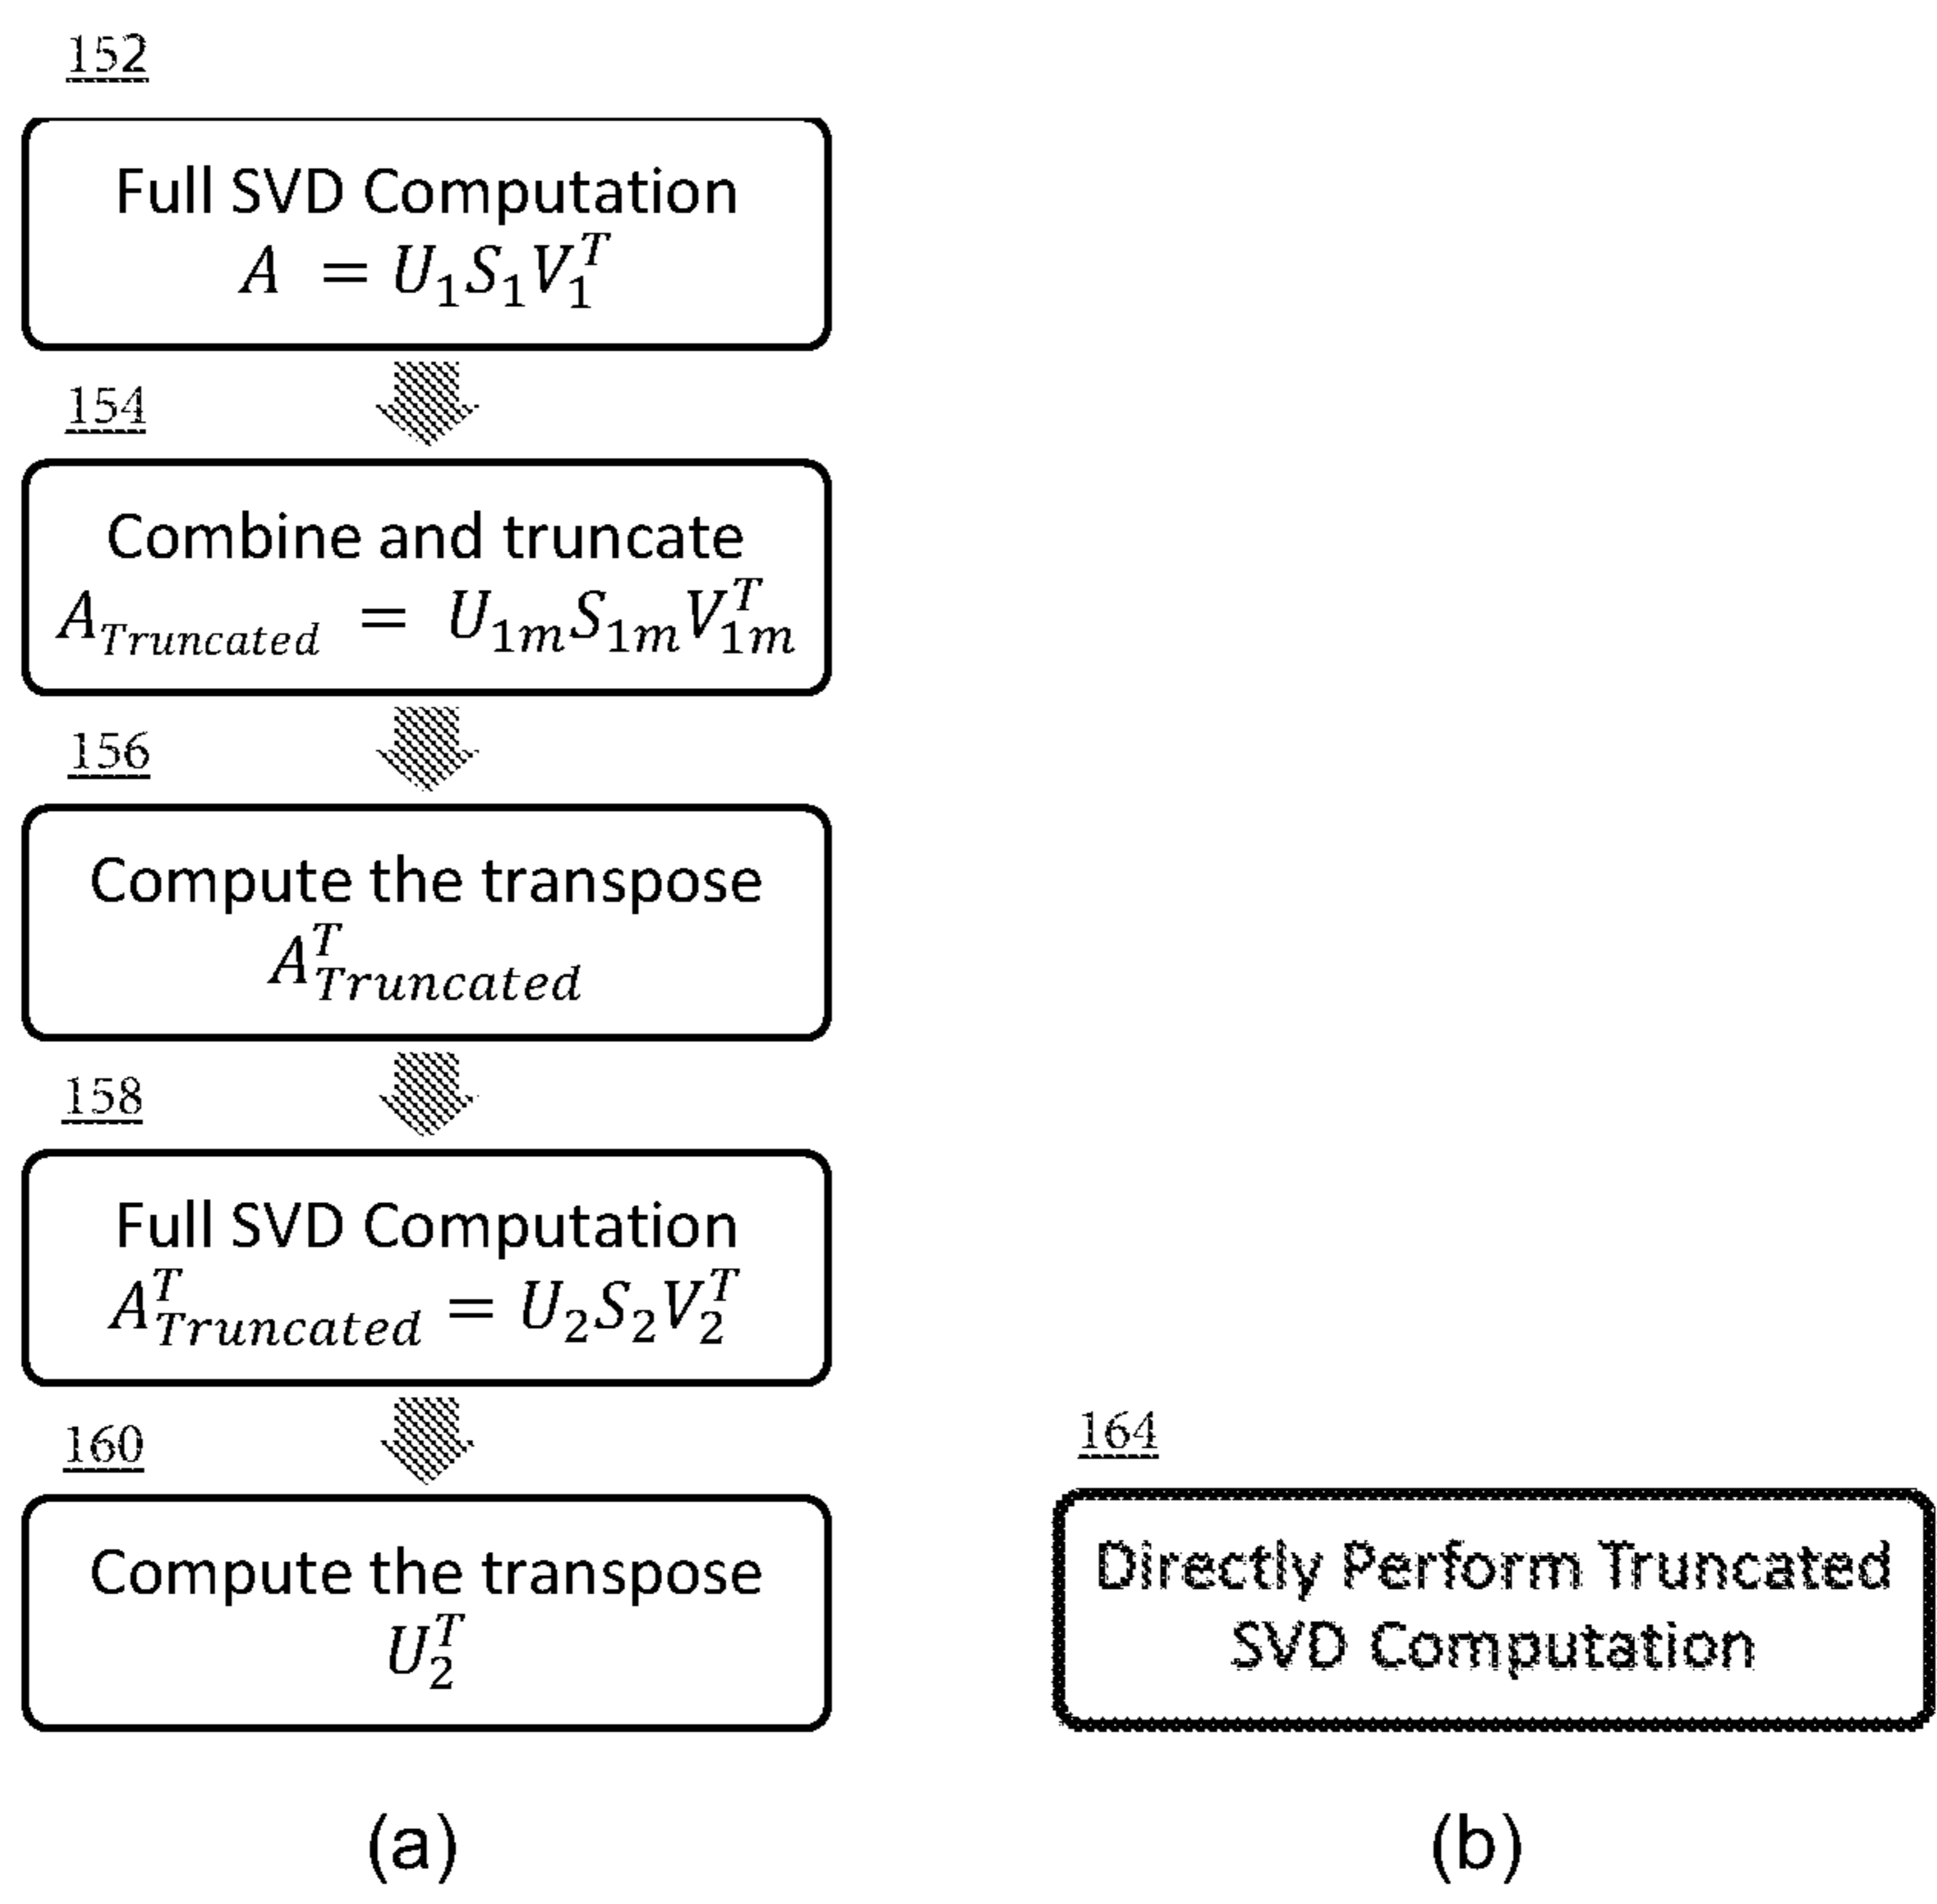 152
Full SVD Computation
A = U₁S₁V₁ᵀ
154
Combine and truncate
A_Truncated = U₁ₘS₁ₘV₁ₘᵀ
156
Compute the transpose
Aᵀ_Truncated
158
Full SVD Computation
Aᵀ_Truncated = U₂S₂V₂ᵀ
160
Compute the transpose
U₂ᵀ
(a)
164
Directly Perform Truncated
SVD Computation
(b)